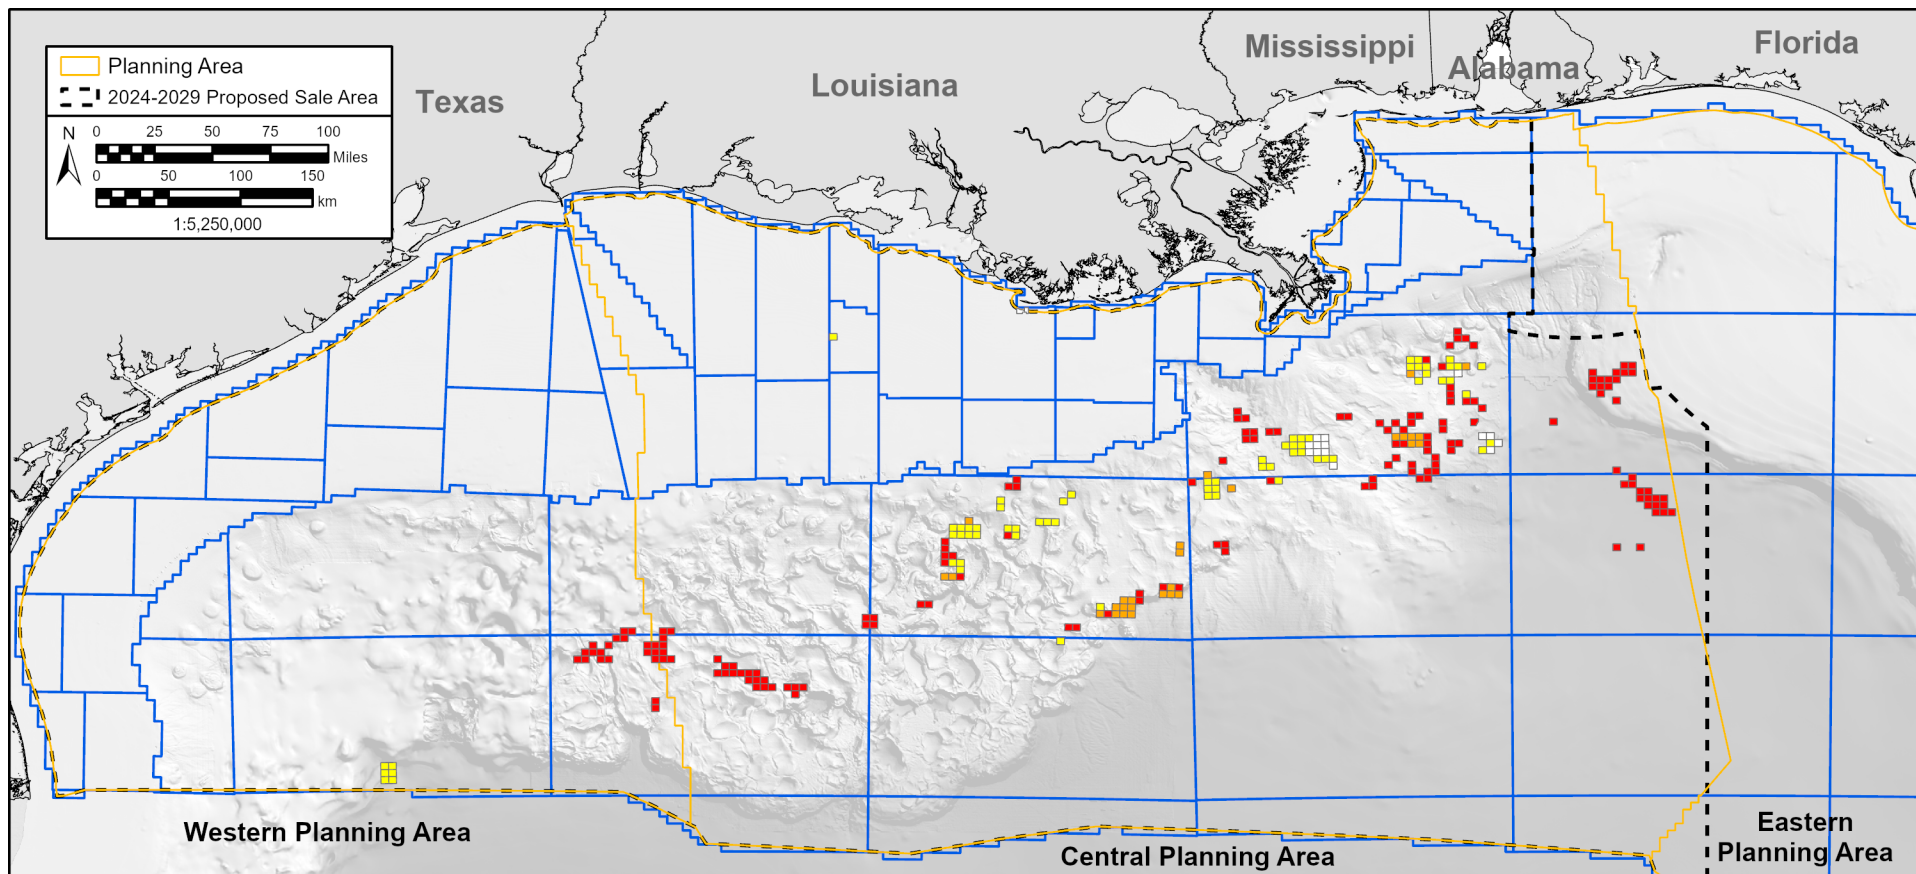 Planning Area
2024-2029 Proposed Sale Area
N
0 25 50 75 100
Miles
0 50 100 150
km
1:5,250,000
Texas
Louisiana
Mississippi
Alabama
Florida
Western Planning Area
Central Planning Area
Eastern
Planning Area